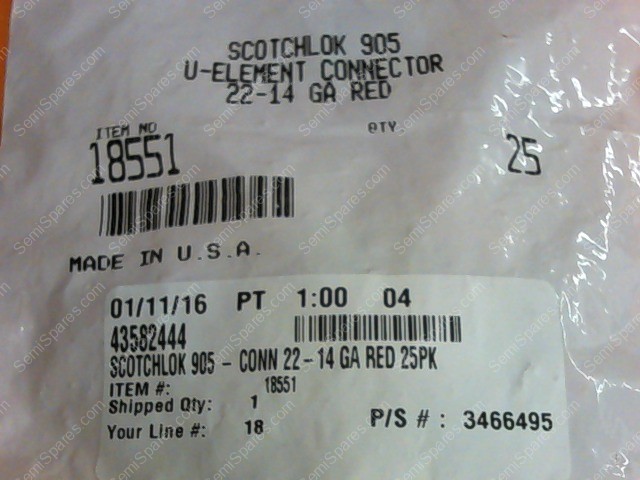 SCOTCHLOK 905
U-ELEMENT CONNECTOR
22-14 GA RED
ITEM NO
QTY
18551
25
MADE IN U.S.A.
01/11/16 PT 1:00 04
43582444
SCOTCHLOK 905 - CONN 22-14 GA RED 25PK
ITEM #: 18551
Shipped Qty: 1
P/S # : 3466495
Your Line #: 18
SemiSpares.com